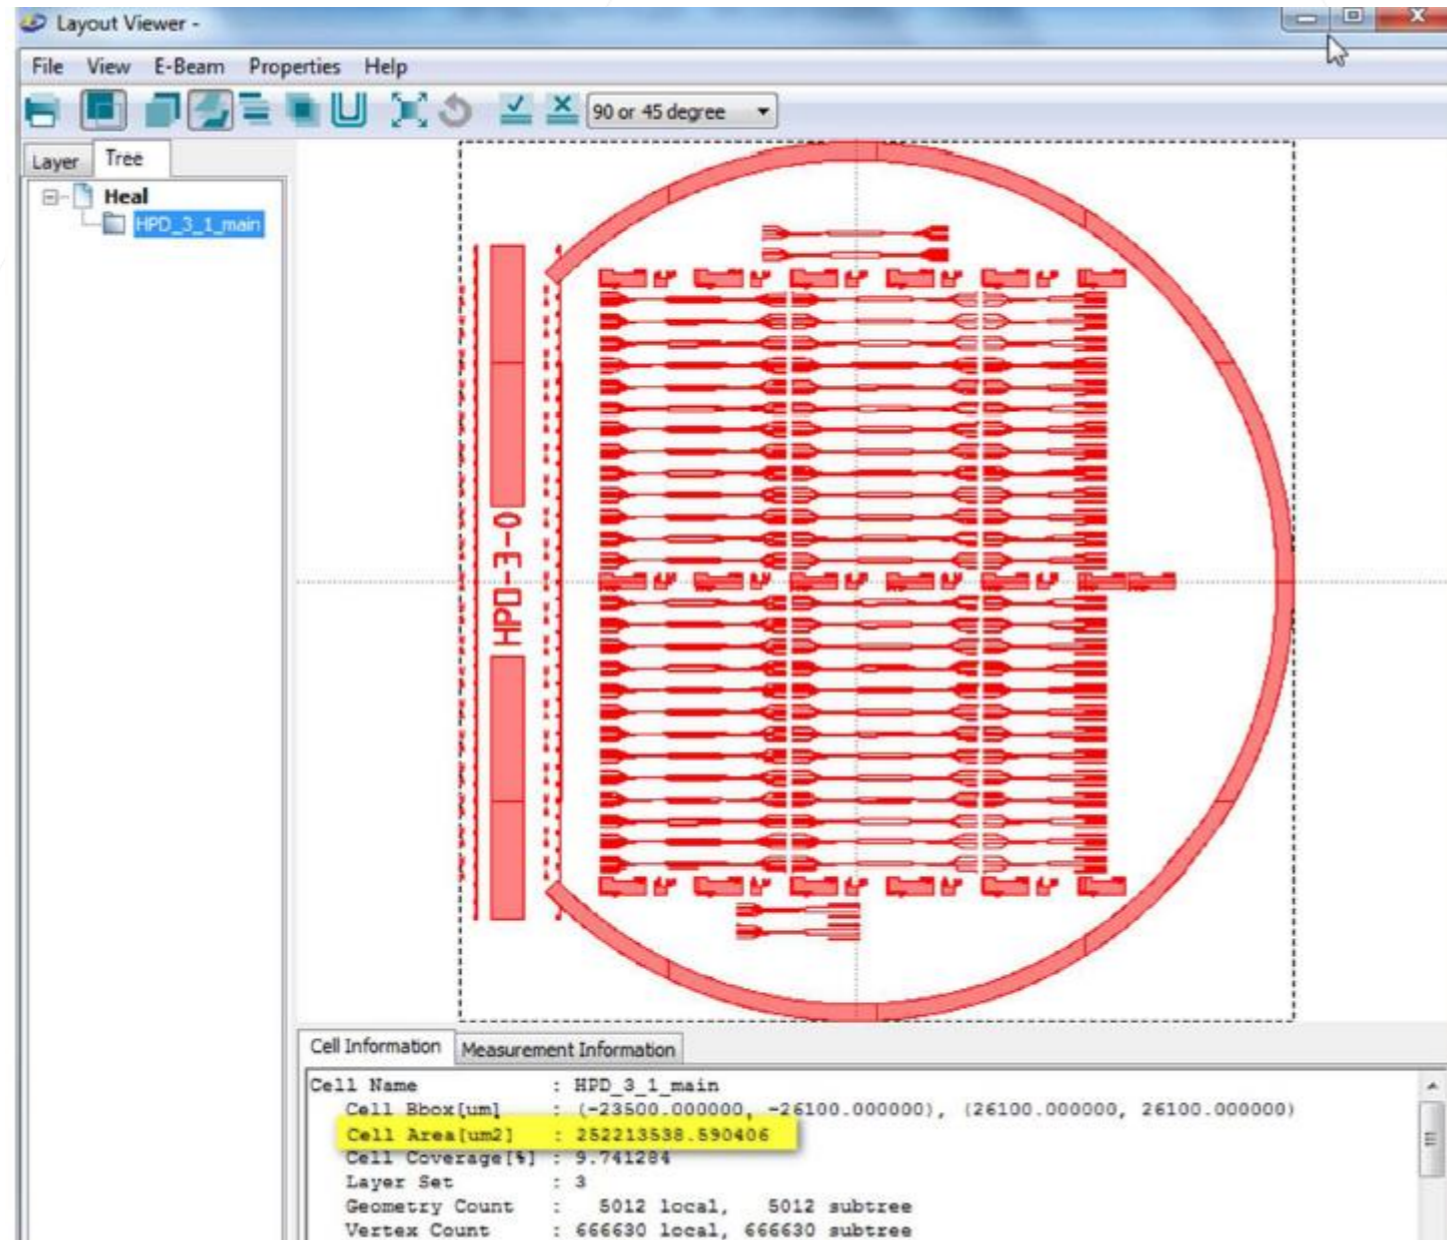 Layout Viewer -
File View E-Beam Properties Help
90 or 45 degree
Layer Tree
Heal
HPD_3_1_main
HPD-3-0
Cell Information Measurement Information
Cell Name : HPD_3_1_main
Cell Bbox[um] : (-23500.000000, -26100.000000), (26100.000000, 26100.000000)
Cell Area[um2] : 252213538.590406
Cell Coverage[%] : 9.741284
Layer Set : 3
Geometry Count : 5012 local, 5012 subtree
Vertex Count : 666630 local, 666630 subtree